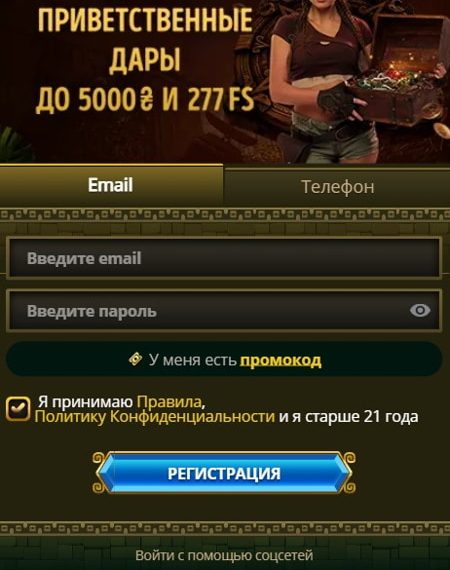 ПРИВЕТСТВЕННЫЕ
ДАРЫ
ДО 5000₴ И 277 FS
Email
Телефон
Введите email
Введите пароль
У меня есть промокод
Я принимаю Правила,
Политику Конфиденциальности и я старше 21 года
РЕГИСТРАЦИЯ
Войти с помощью соцсетей